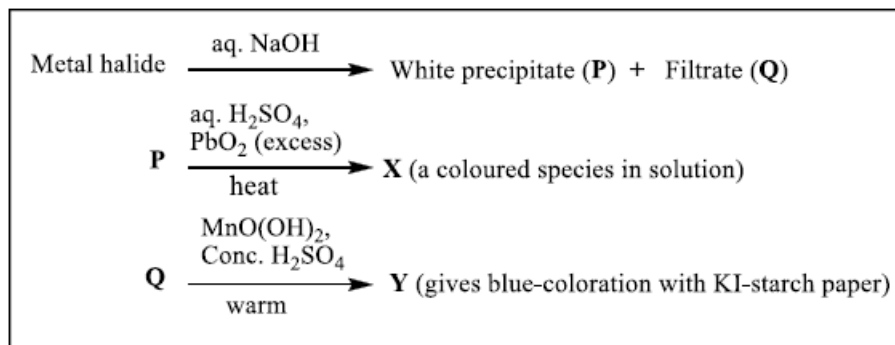 aq. NaOH
Metal halide White precipitate (P) + Filtrate (Q)
aq. H₂SO₄,
PbO₂ (excess)
P X (a coloured species in solution)
heat
MnO(OH)₂,
Conc. H₂SO₄
Q Y (gives blue-coloration with KI-starch paper)
warm